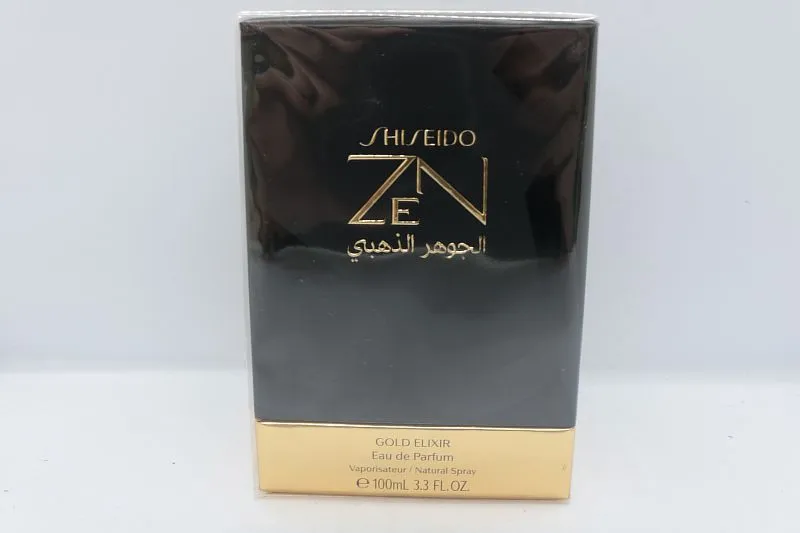 SHISEIDO
ZEN
الجوهر الذهبي
GOLD ELIXIR
Eau de Parfum
Vaporisateur / Natural Spray
℮ 100mL 3.3 FL.OZ.